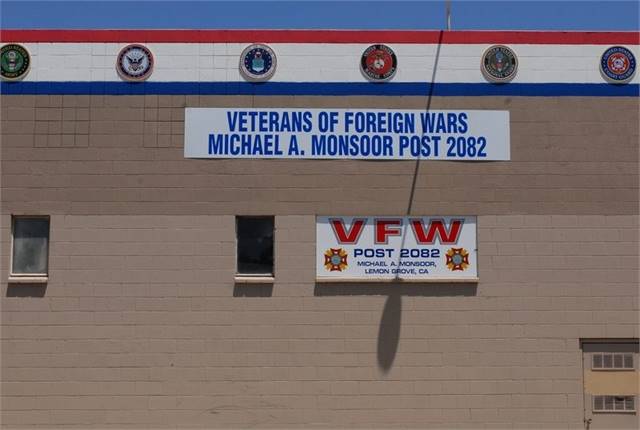 VETERANS OF FOREIGN WARS
MICHAEL A. MONSOOR POST 2082
VFW
POST 2082
MICHAEL A. MONSOOR,
LEMON GROVE, CA